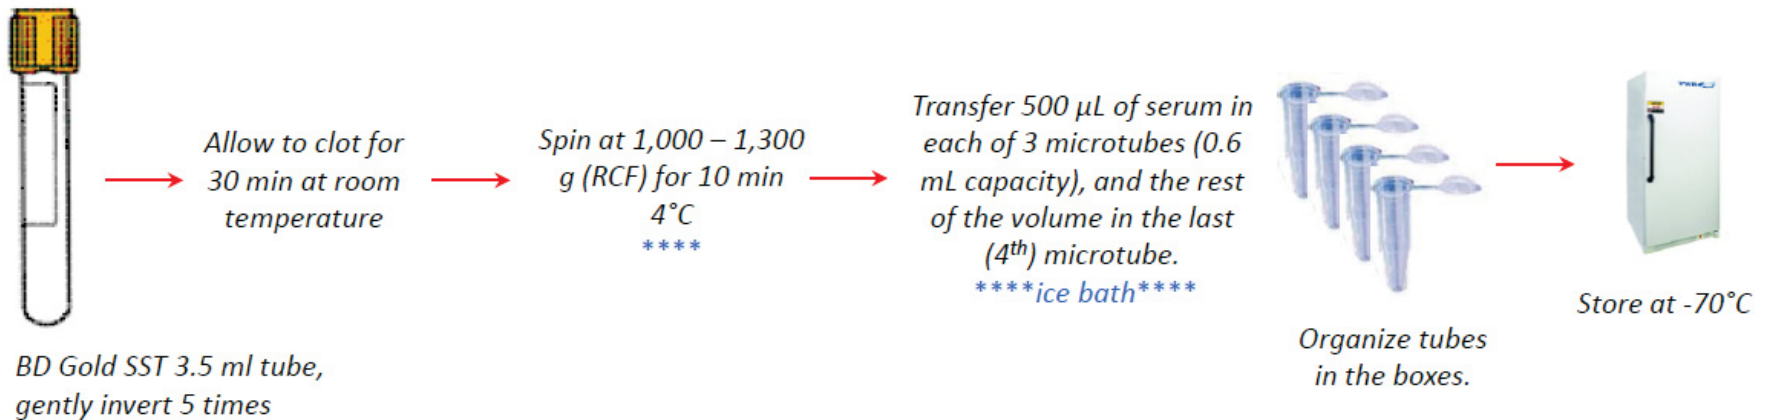 BD Gold SST 3.5 ml tube,
gently invert 5 times
Allow to clot for
30 min at room
temperature
Spin at 1,000 – 1,300
g (RCF) for 10 min
4˚C
****
Transfer 500 µL of serum in
each of 3 microtubes (0.6
mL capacity), and the rest
of the volume in the last
(4th) microtube.
****ice bath****
Organize tubes
in the boxes.
Store at -70˚C